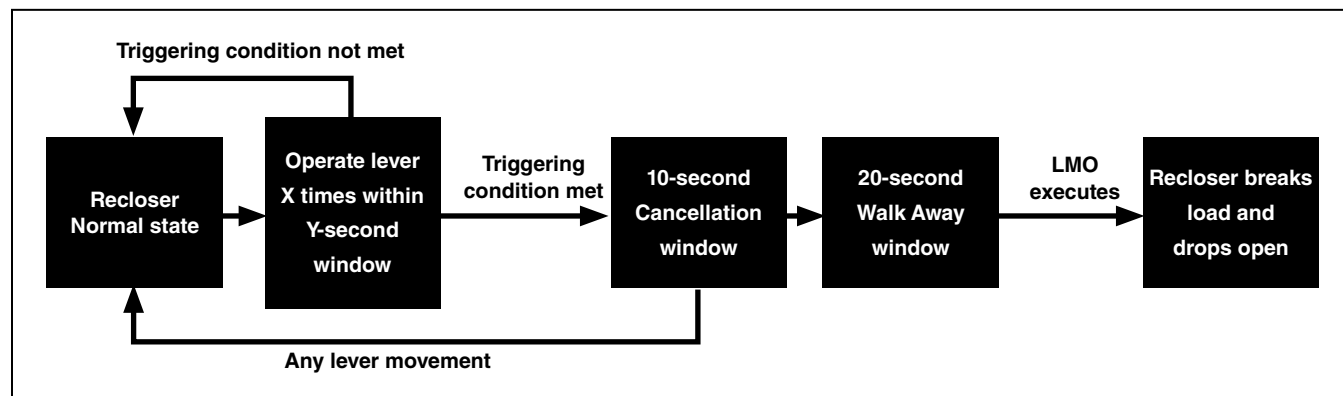 Triggering condition not met
Recloser
Normal state
Operate lever
X times within
Y-second
window
Triggering
condition met
10-second
Cancellation
window
20-second
Walk Away
window
LMO
executes
Recloser breaks
load and
drops open
Any lever movement